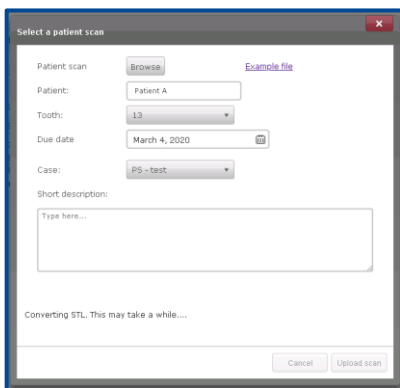 Select a patient scan
Patient scan Browse Example file
Patient: Patient A
Tooth: 13
Due date March 4, 2020
Case: PS - test
Short description:
Type here...
Converting STL. This may take a while....
Cancel Upload scan